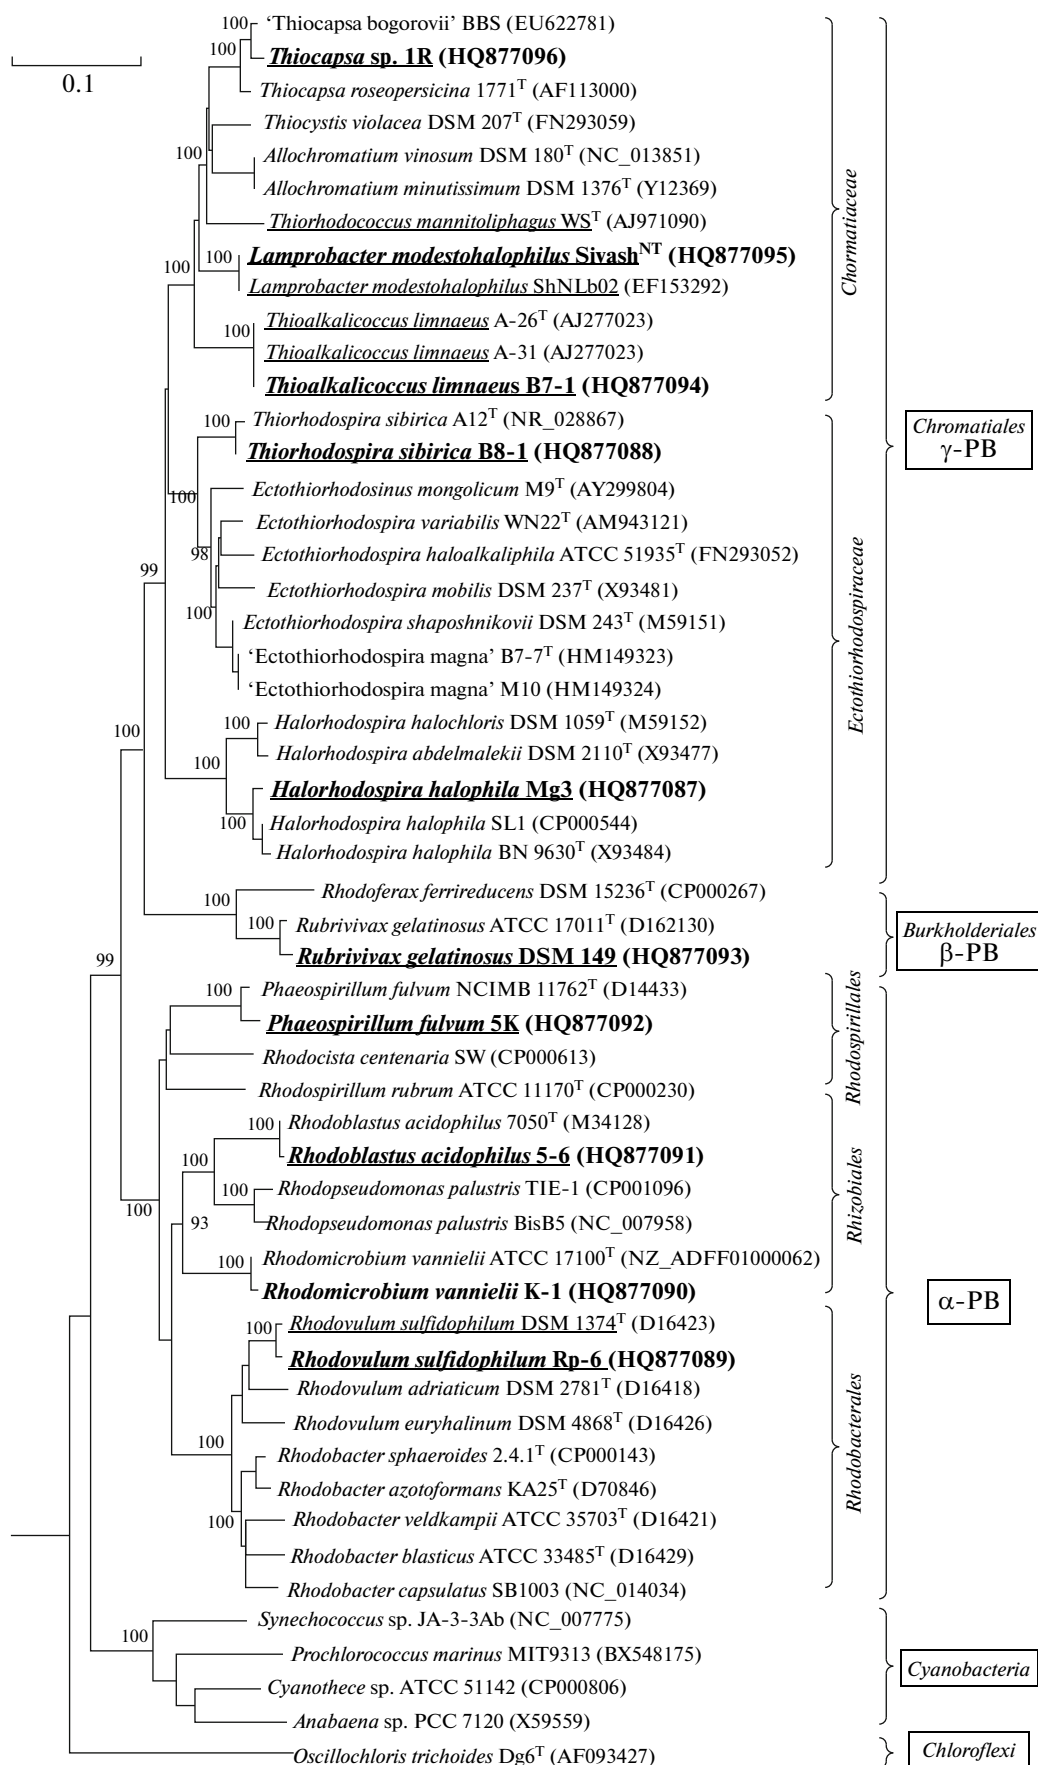 100
'Thiocapsa bogorovii' BBS (EU622781)
0.1
100
Thiocapsa sp. 1R (HQ877096)
Thiocapsa roseopersicina 1771T (AF113000)
Thiocystis violacea DSM 207T (FN293059)
100
Allochromatium vinosum DSM 180T (NC_013851)
Allochromatium minutissimum DSM 1376T (Y12369)
Thiorhodococcus mannitoliphagus WST (AJ971090)
100
100
Lamprobacter modestohalophilus SivashNT (HQ877095)
Lamprobacter modestohalophilus ShNLb02 (EF153292)
100
Thioalkalicoccus limnaeus A-26T (AJ277023)
Thioalkalicoccus limnaeus A-31 (AJ277023)
Thioalkalicoccus limnaeus B7-1 (HQ877094)
Chormatiaceae
100
Thiorhodospira sibirica A12T (NR_028867)
Thiorhodospira sibirica B8-1 (HQ877088)
100
Ectothiorhodosinus mongolicum M9T (AY299804)
Ectothiorhodospira variabilis WN22T (AM943121)
98
Ectothiorhodospira haloalkaliphila ATCC 51935T (FN293052)
99
Ectothiorhodospira mobilis DSM 237T (X93481)
100
Ectothiorhodospira shaposhnikovii DSM 243T (M59151)
'Ectothiorhodospira magna' B7-7T (HM149323)
'Ectothiorhodospira magna' M10 (HM149324)
100
100
Halorhodospira halochloris DSM 1059T (M59152)
100
Halorhodospira abdelmalekii DSM 2110T (X93477)
Halorhodospira halophila Mg3 (HQ877087)
100
Halorhodospira halophila SL1 (CP000544)
Halorhodospira halophila BN 9630T (X93484)
Ectothiorhodospiraceae
Chromatiales
γ-PB
100
Rhodoferax ferrireducens DSM 15236T (CP000267)
100
Rubrivivax gelatinosus ATCC 17011T (D162130)
Rubrivivax gelatinosus DSM 149 (HQ877093)
Burkholderiales
β-PB
99
100
Phaeospirillum fulvum NCIMB 11762T (D14433)
Phaeospirillum fulvum 5K (HQ877092)
Rhodocista centenaria SW (CP000613)
Rhodospirillum rubrum ATCC 11170T (CP000230)
Rhodospirillales
100
Rhodoblastus acidophilus 7050T (M34128)
100
Rhodoblastus acidophilus 5-6 (HQ877091)
100
Rhodopseudomonas palustris TIE-1 (CP001096)
100
93
Rhodopseudomonas palustris BisB5 (NC_007958)
100
Rhodomicrobium vannielii ATCC 17100T (NZ_ADFF01000062)
Rhodomicrobium vannielii K-1 (HQ877090)
Rhizobiales
α-PB
100
Rhodovulum sulfidophilum DSM 1374T (D16423)
Rhodovulum sulfidophilum Rp-6 (HQ877089)
Rhodovulum adriaticum DSM 2781T (D16418)
Rhodovulum euryhalinum DSM 4868T (D16426)
100
Rhodobacter sphaeroides 2.4.1T (CP000143)
Rhodobacter azotoformans KA25T (D70846)
100
Rhodobacter veldkampii ATCC 35703T (D16421)
Rhodobacter blasticus ATCC 33485T (D16429)
Rhodobacter capsulatus SB1003 (NC_014034)
Rhodobacterales
100
Synechococcus sp. JA-3-3Ab (NC_007775)
Prochlorococcus marinus MIT9313 (BX548175)
Cyanothece sp. ATCC 51142 (CP000806)
Anabaena sp. PCC 7120 (X59559)
Cyanobacteria
Oscillochloris trichoides Dg6T (AF093427)
Chloroflexi